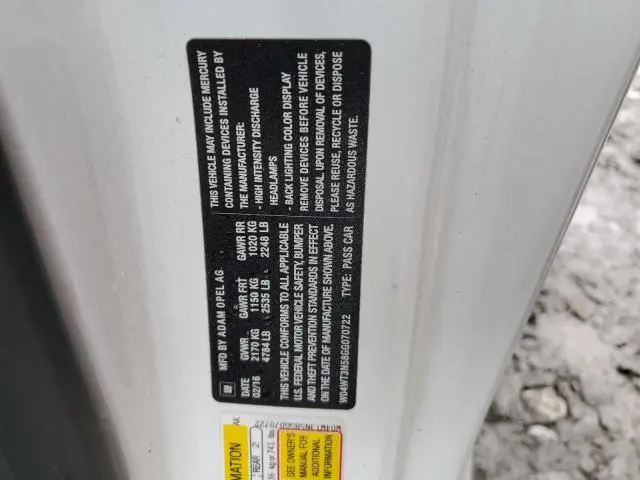 MFD BY ADAM OPEL AG
DATE GVWR GAWR FRT GAWR RR
02/16 2170 KG 1150 KG 1020 KG
4784 LB 2535 LB 2248 LB
THIS VEHICLE CONFORMS TO ALL APPLICABLE
U.S. FEDERAL MOTOR VEHICLE SAFETY, BUMPER
AND THEFT PREVENTION STANDARDS IN EFFECT
ON THE DATE OF MANUFACTURE SHOWN ABOVE.
W04WT3N58GG070722 TYPE: PASS CAR
THIS VEHICLE MAY INCLUDE MERCURY
CONTAINING DEVICES INSTALLED BY
THE MANUFACTURER:
- HIGH INTENSITY DISCHARGE
HEADLAMPS
- BACK LIGHTING COLOR DISPLAY
REMOVE DEVICES BEFORE VEHICLE
DISPOSAL. UPON REMOVAL OF DEVICES,
PLEASE REUSE, RECYCLE OR DISPOSE
AS HAZARDOUS WASTE.
GM
W04WT3N58GG070722
REAR 2
SEE OWNER'S
MANUAL FOR
ADDITIONAL
INFORMATION